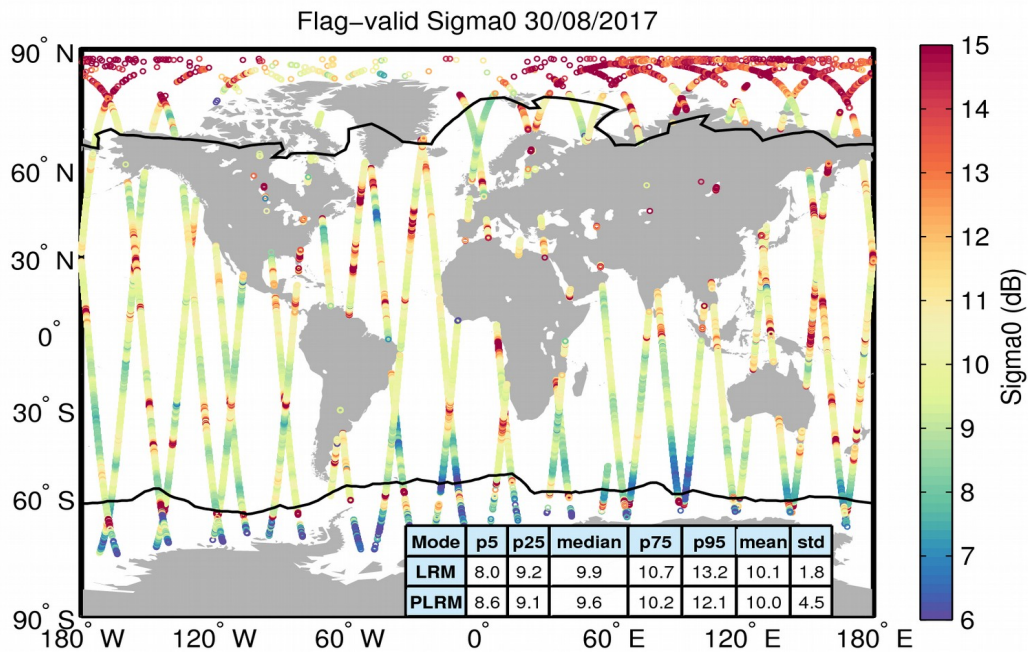 Flag-valid Sigma0 30/08/2017
90° N
60° N
30° N
0°
30° S
60° S
90° S
180° W
120° W
60° W
0°
60° E
120° E
180° E
Mode p5 p25 median p75 p95 mean std
LRM 8.0 9.2 9.9 10.7 13.2 10.1 1.8
PLRM 8.6 9.1 9.6 10.2 12.1 10.0 4.5
15
14
13
12
11
10
9
8
7
6
Sigma0 (dB)